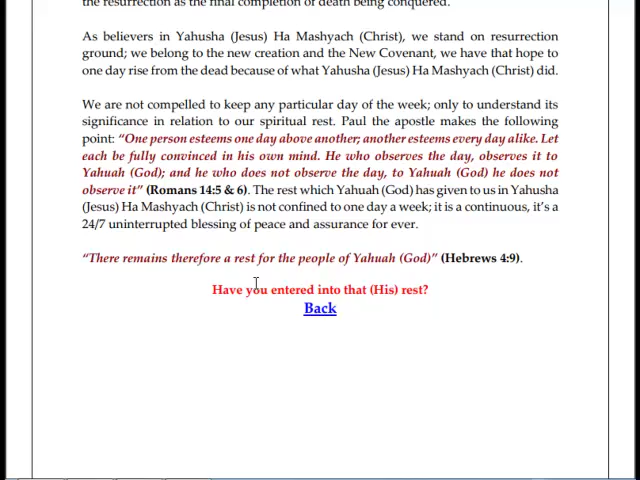 the resurrection as the final completion of death being conquered.
As believers in Yahusha (Jesus) Ha Mashyach (Christ), we stand on resurrection
ground; we belong to the new creation and the New Covenant, we have that hope to
one day rise from the dead because of what Yahusha (Jesus) Ha Mashyach (Christ) did.
We are not compelled to keep any particular day of the week; only to understand its
significance in relation to our spiritual rest. Paul the apostle makes the following
point: “One person esteems one day above another; another esteems every day alike. Let
each be fully convinced in his own mind. He who observes the day, observes it to
Yahuah (God); and he who does not observe the day, to Yahuah (God) he does not
observe it” (Romans 14:5 & 6). The rest which Yahuah (God) has given to us in Yahusha
(Jesus) Ha Mashyach (Christ) is not confined to one day a week; it is a continuous, it’s a
24/7 uninterrupted blessing of peace and assurance for ever.
“There remains therefore a rest for the people of Yahuah (God)” (Hebrews 4:9).
Have you entered into that (His) rest?
Back